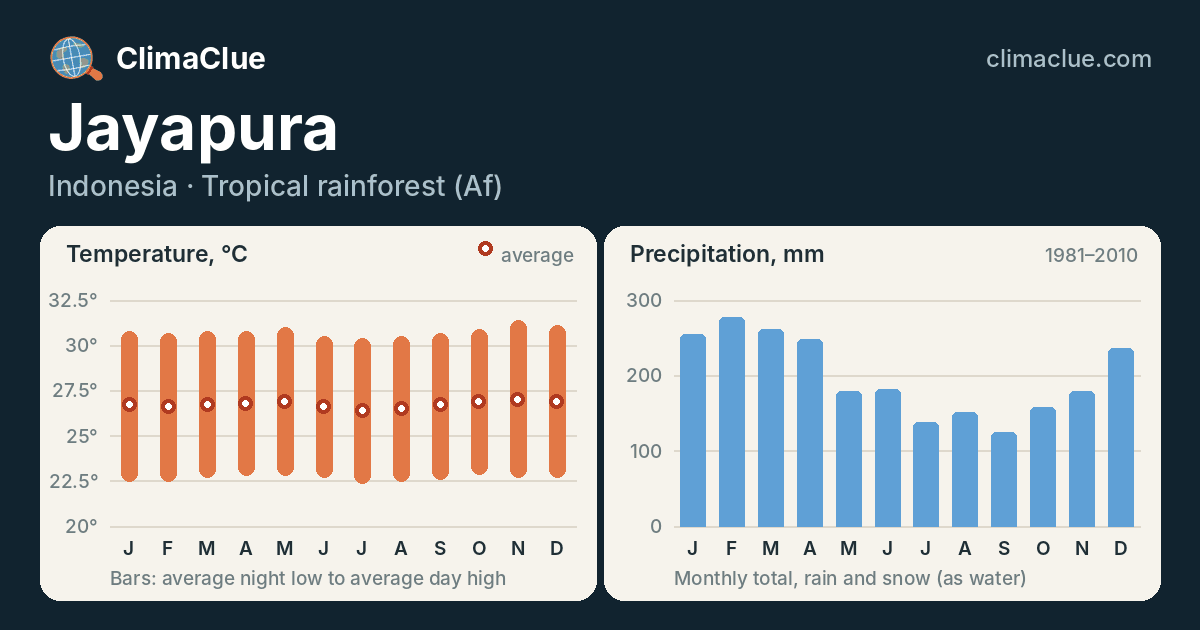 ClimaClue
climaclue.com
Jayapura
Indonesia · Tropical rainforest (Af)
Temperature, °C
average
32.5°
30°
27.5°
25°
22.5°
20°
J F M A M J J A S O N D
Bars: average night low to average day high
Precipitation, mm
1981–2010
300
200
100
0
J F M A M J J A S O N D
Monthly total, rain and snow (as water)